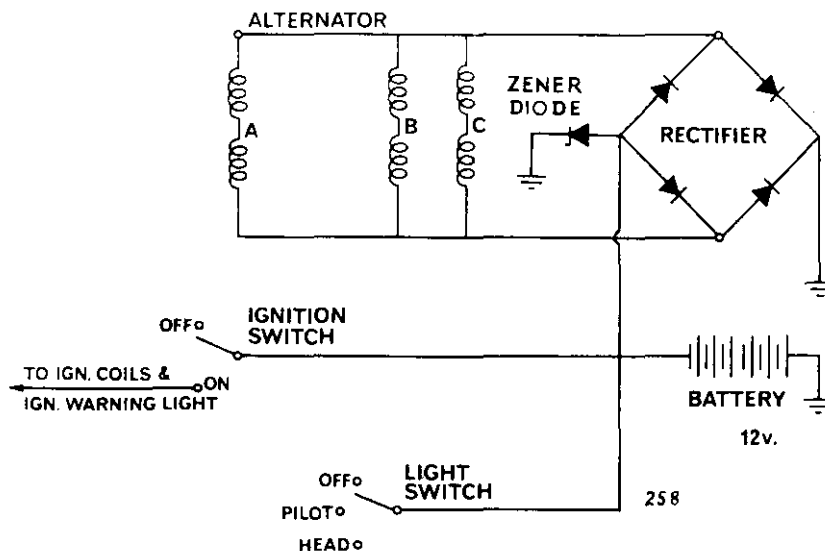 ALTERNATOR
ZENER
DIODE
A
B
C
RECTIFIER
OFF
IGNITION
SWITCH
TO IGN. COILS &
ON
IGN. WARNING LIGHT
BATTERY
12v.
OFF
LIGHT
SWITCH
PILOT
258
HEAD